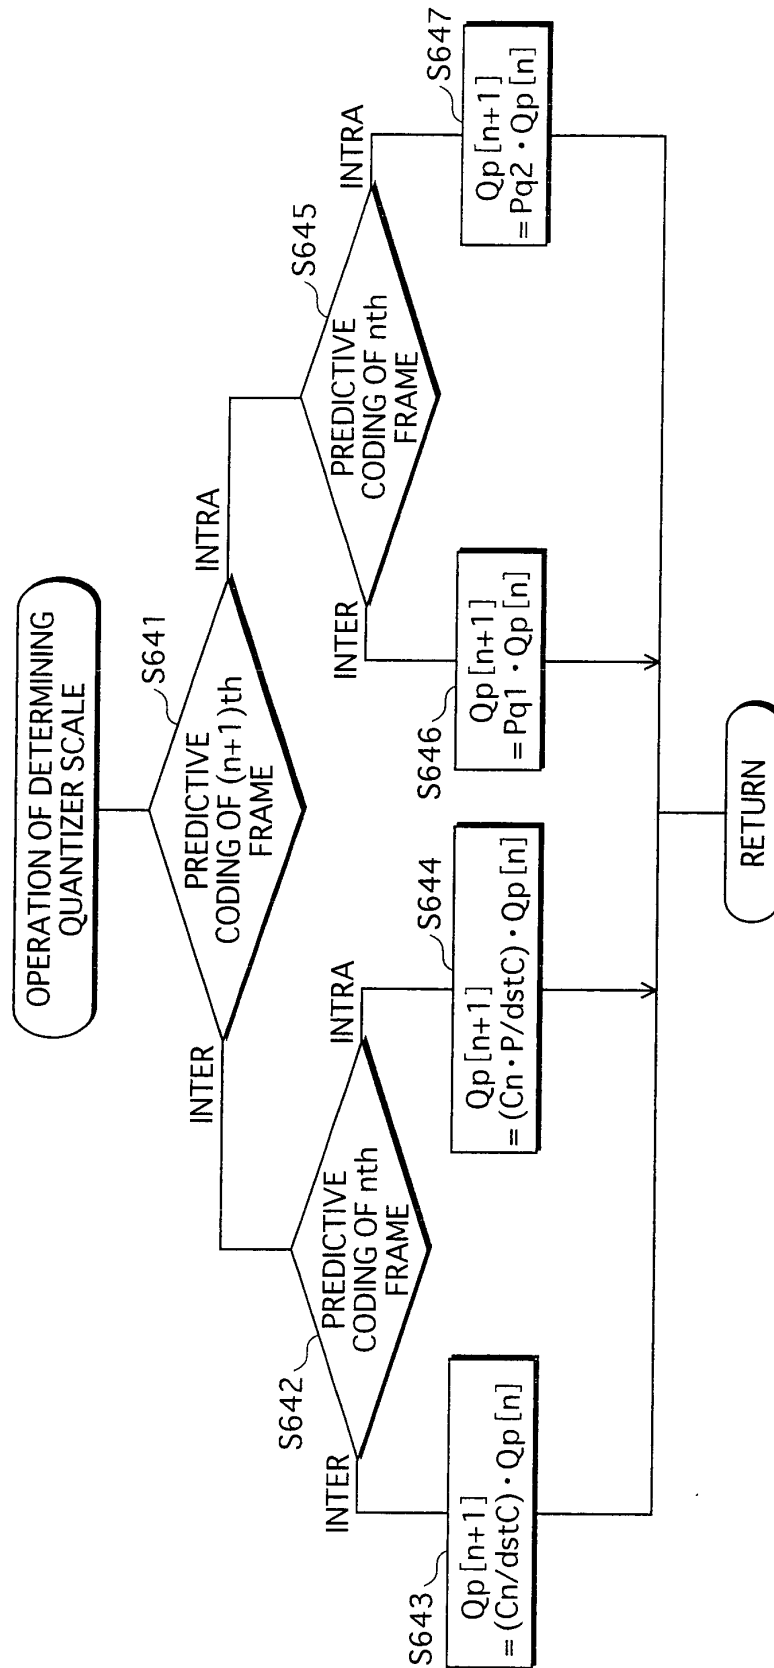 OPERATION OF DETERMINING
QUANTIZER SCALE
S641
PREDICTIVE
CODING OF (n+1)th
FRAME
INTER
INTRA
S642
PREDICTIVE
CODING OF nth
FRAME
INTER
INTRA
S645
PREDICTIVE
CODING OF nth
FRAME
INTER
INTRA
S643
Qp[n+1]
=(Cn/dstC)·Qp[n]
S644
Qp[n+1]
=(Cn·P/dstC)·Qp[n]
S646
Qp[n+1]
=Pq1·Qp[n]
S647
Qp[n+1]
=Pq2·Qp[n]
RETURN